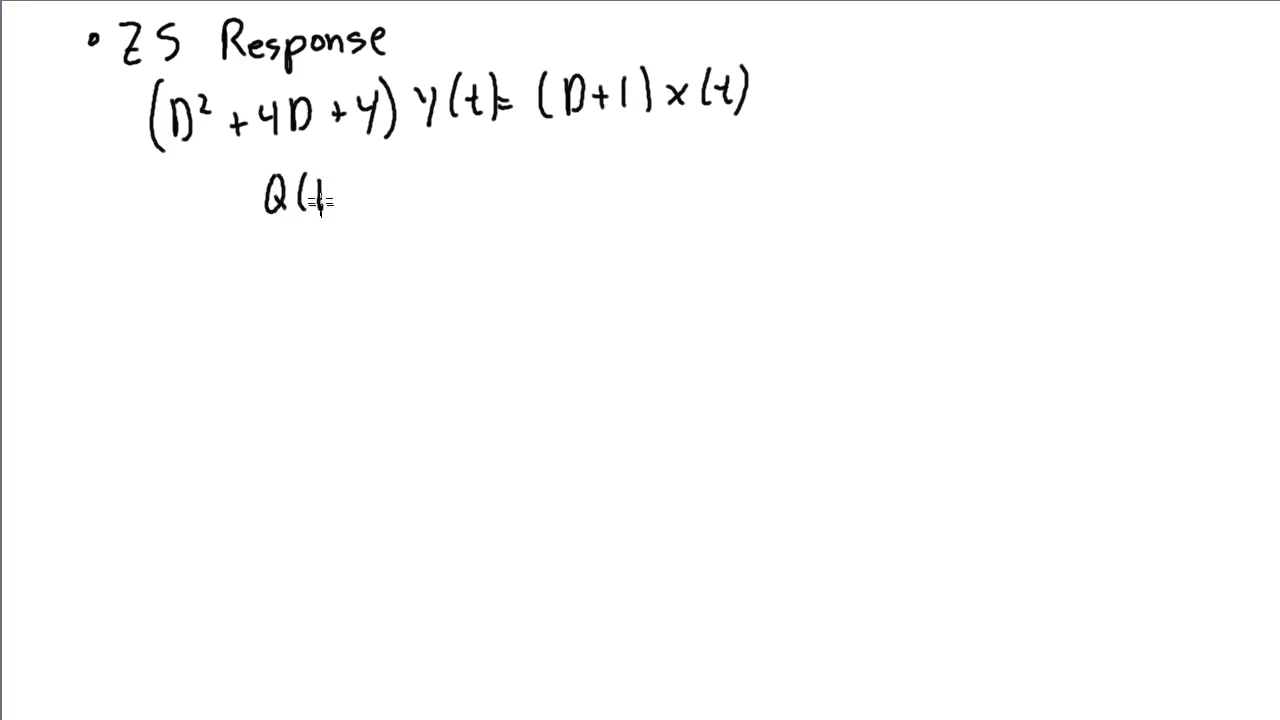 • ZS Response
(D² + 4D + 4) y(t) = (D+1) x(t)
Q(